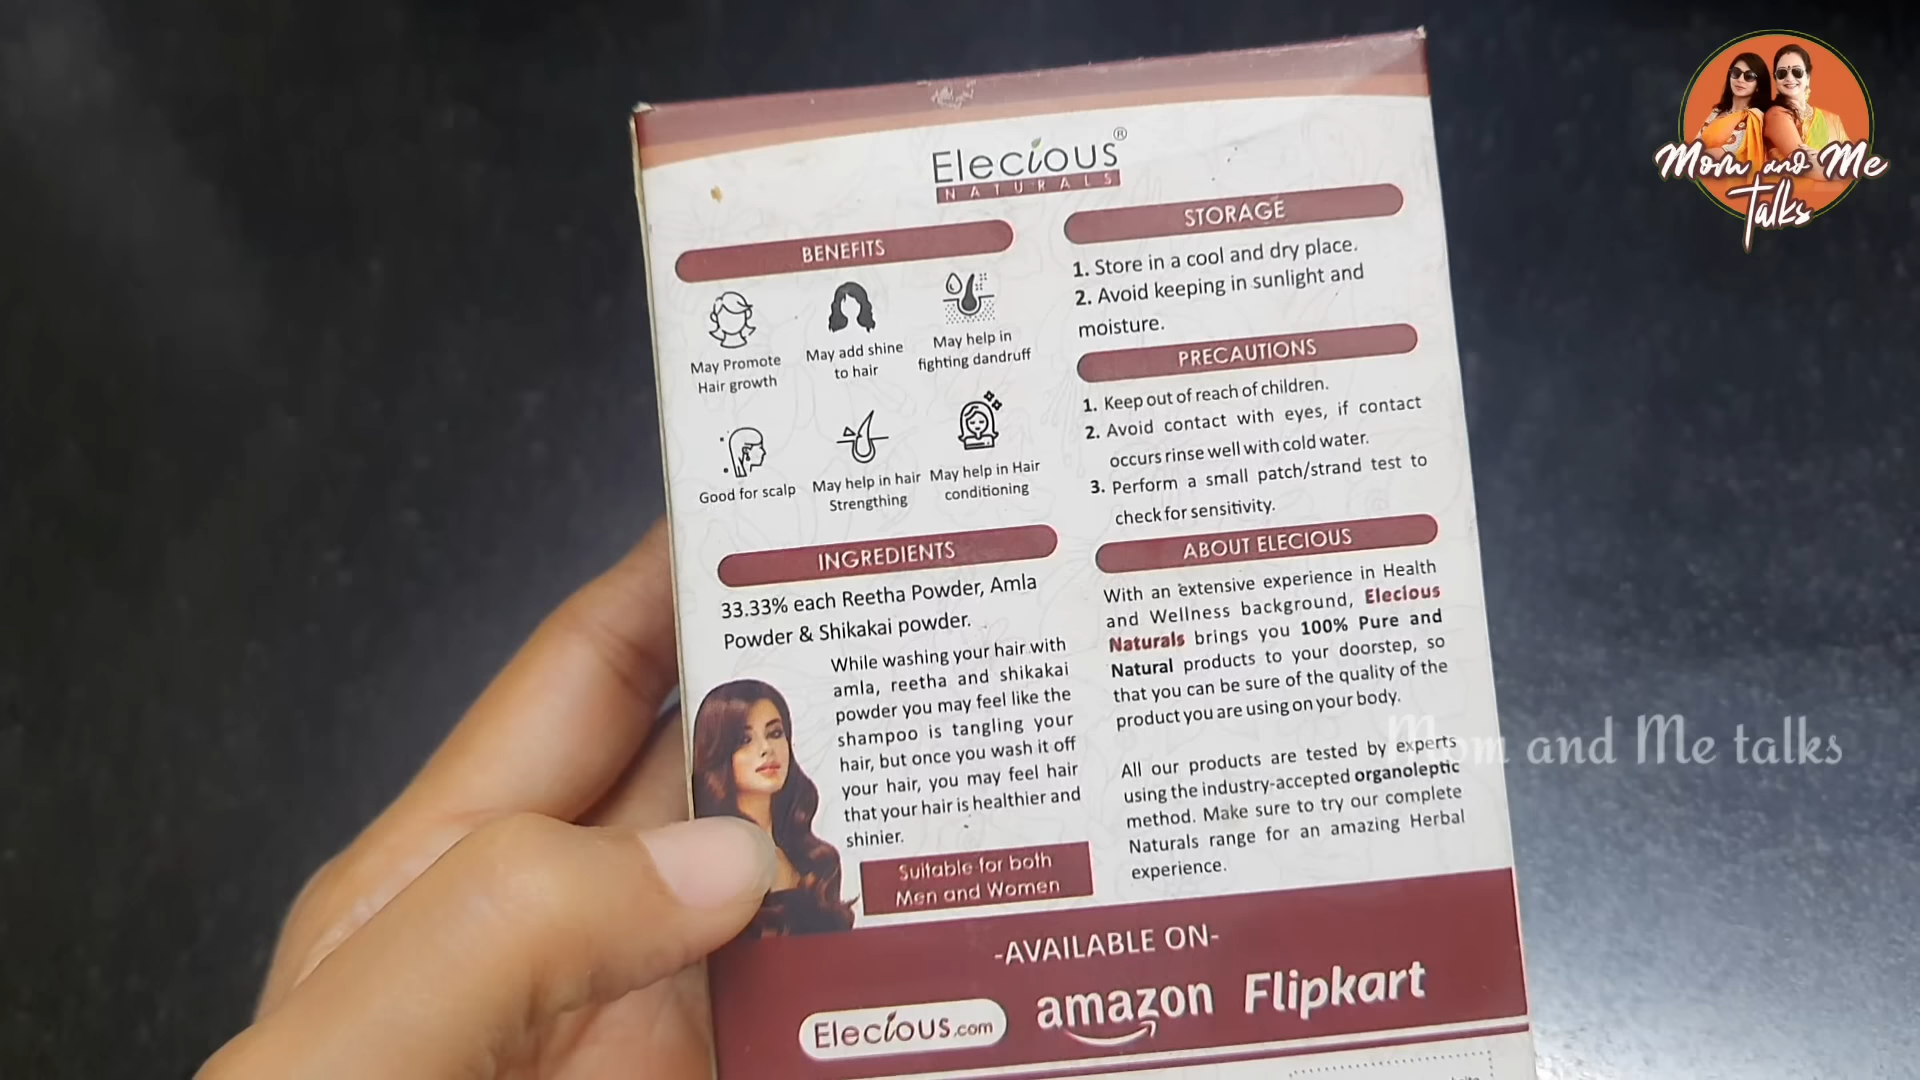 Mom and Me
Talks
Elecious®
NATURALS
BENEFITS
May Promote
Hair growth
May add shine
to hair
May help in
fighting dandruff
Good for scalp
May help in hair
Strengthing
May help in Hair
conditioning
INGREDIENTS
33.33% each Reetha Powder, Amla
Powder & Shikakai powder.
While washing your hair with
amla, reetha and shikakai
powder you may feel like the
shampoo is tangling your
hair, but once you wash it off
your hair, you may feel hair
that your hair is healthier and
shinier.
Suitable for both
Men and Women
STORAGE
1. Store in a cool and dry place.
2. Avoid keeping in sunlight and
moisture.
PRECAUTIONS
1. Keep out of reach of children.
2. Avoid contact with eyes, if contact
occurs rinse well with cold water.
3. Perform a small patch/strand test to
check for sensitivity.
ABOUT ELECIOUS
With an extensive experience in Health
and Wellness background, Elecious
Naturals brings you 100% Pure and
Natural products to your doorstep, so
that you can be sure of the quality of the
product you are using on your body.
All our products are tested by experts
using the industry-accepted organoleptic
method. Make sure to try our complete
Naturals range for an amazing Herbal
experience.
Mom and Me talks
-AVAILABLE ON-
Elecious.com
amazon
Flipkart